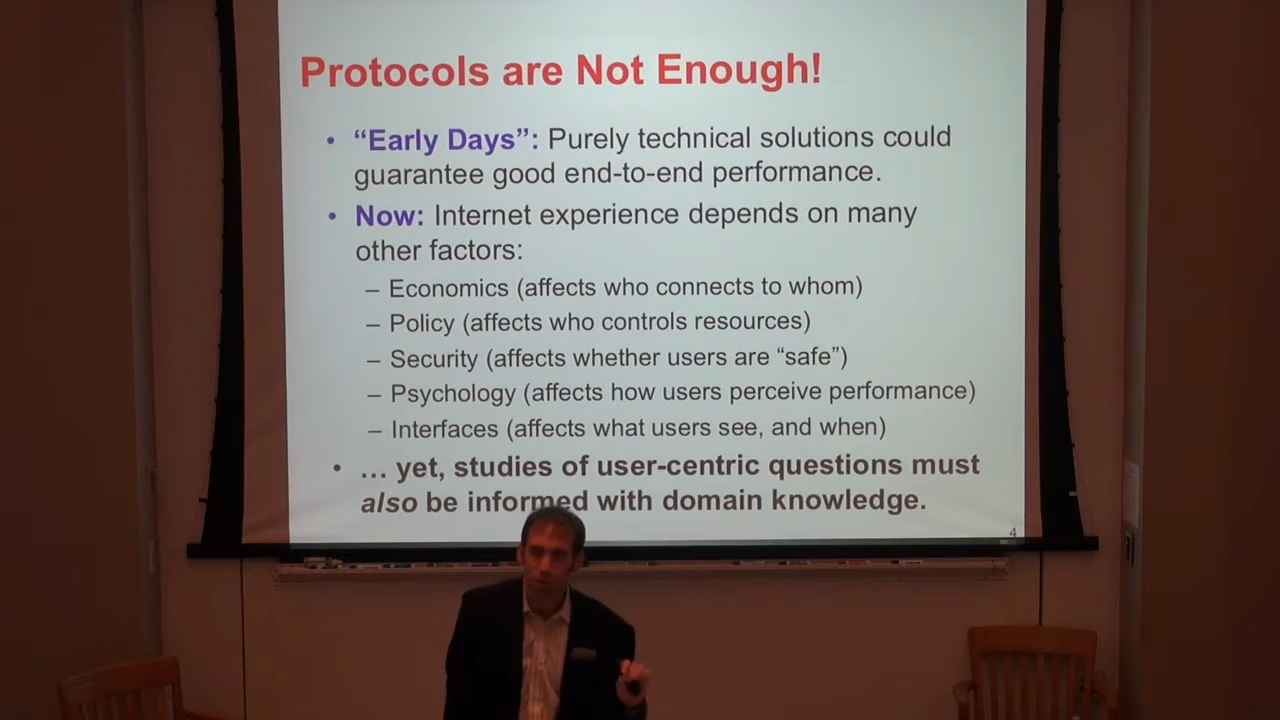 Protocols are Not Enough!
• “Early Days”: Purely technical solutions could
guarantee good end-to-end performance.
• Now: Internet experience depends on many
other factors:
– Economics (affects who connects to whom)
– Policy (affects who controls resources)
– Security (affects whether users are “safe”)
– Psychology (affects how users perceive performance)
– Interfaces (affects what users see, and when)
• … yet, studies of user-centric questions must
also be informed with domain knowledge.
4